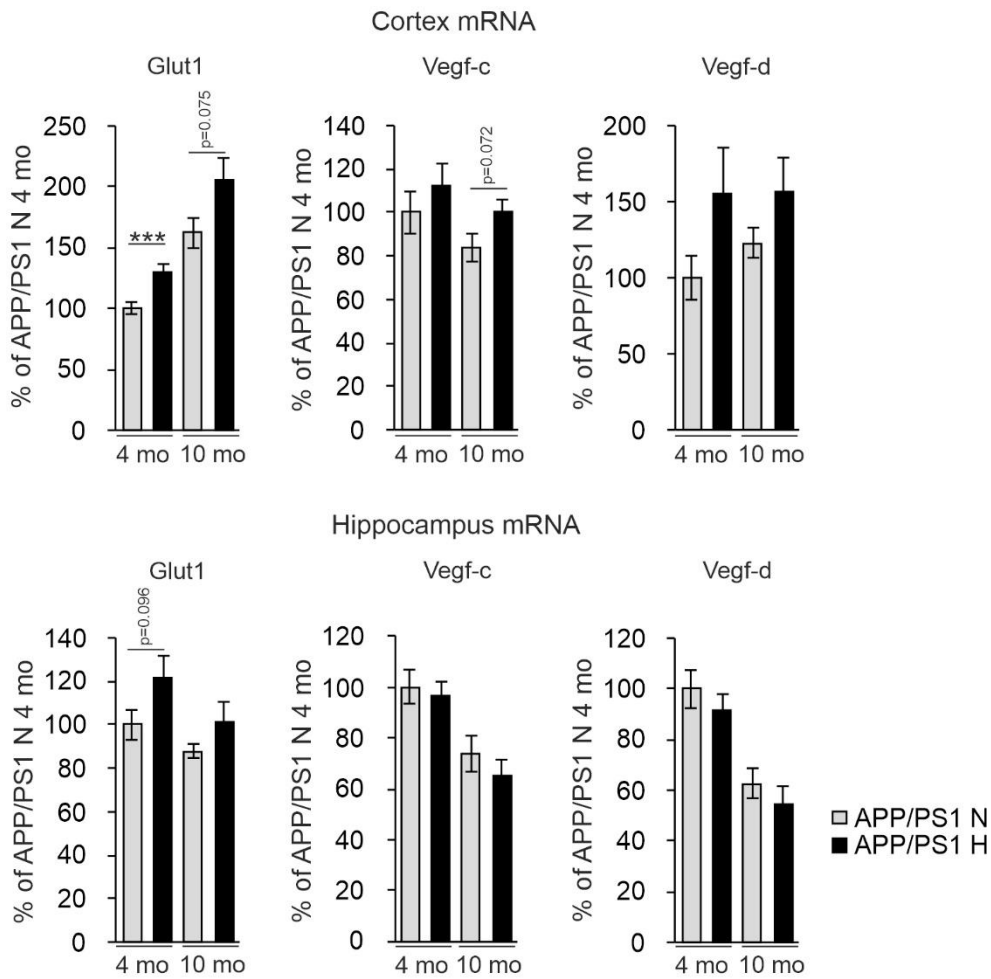 Cortex mRNA
Glut1
Vegf-c
Vegf-d
% of APP/PS1 N 4 mo
250
200
150
100
50
0
***
p=0.075
4 mo
10 mo
% of APP/PS1 N 4 mo
140
120
100
80
60
40
20
0
p=0.072
4 mo
10 mo
% of APP/PS1 N 4 mo
200
150
100
50
0
4 mo
10 mo
Hippocampus mRNA
Glut1
Vegf-c
Vegf-d
% of APP/PS1 N 4 mo
140
120
100
80
60
40
20
0
p=0.096
4 mo
10 mo
% of APP/PS1 N 4 mo
120
100
80
60
40
20
0
4 mo
10 mo
% of APP/PS1 N 4 mo
120
100
80
60
40
20
0
4 mo
10 mo
APP/PS1 N
APP/PS1 H